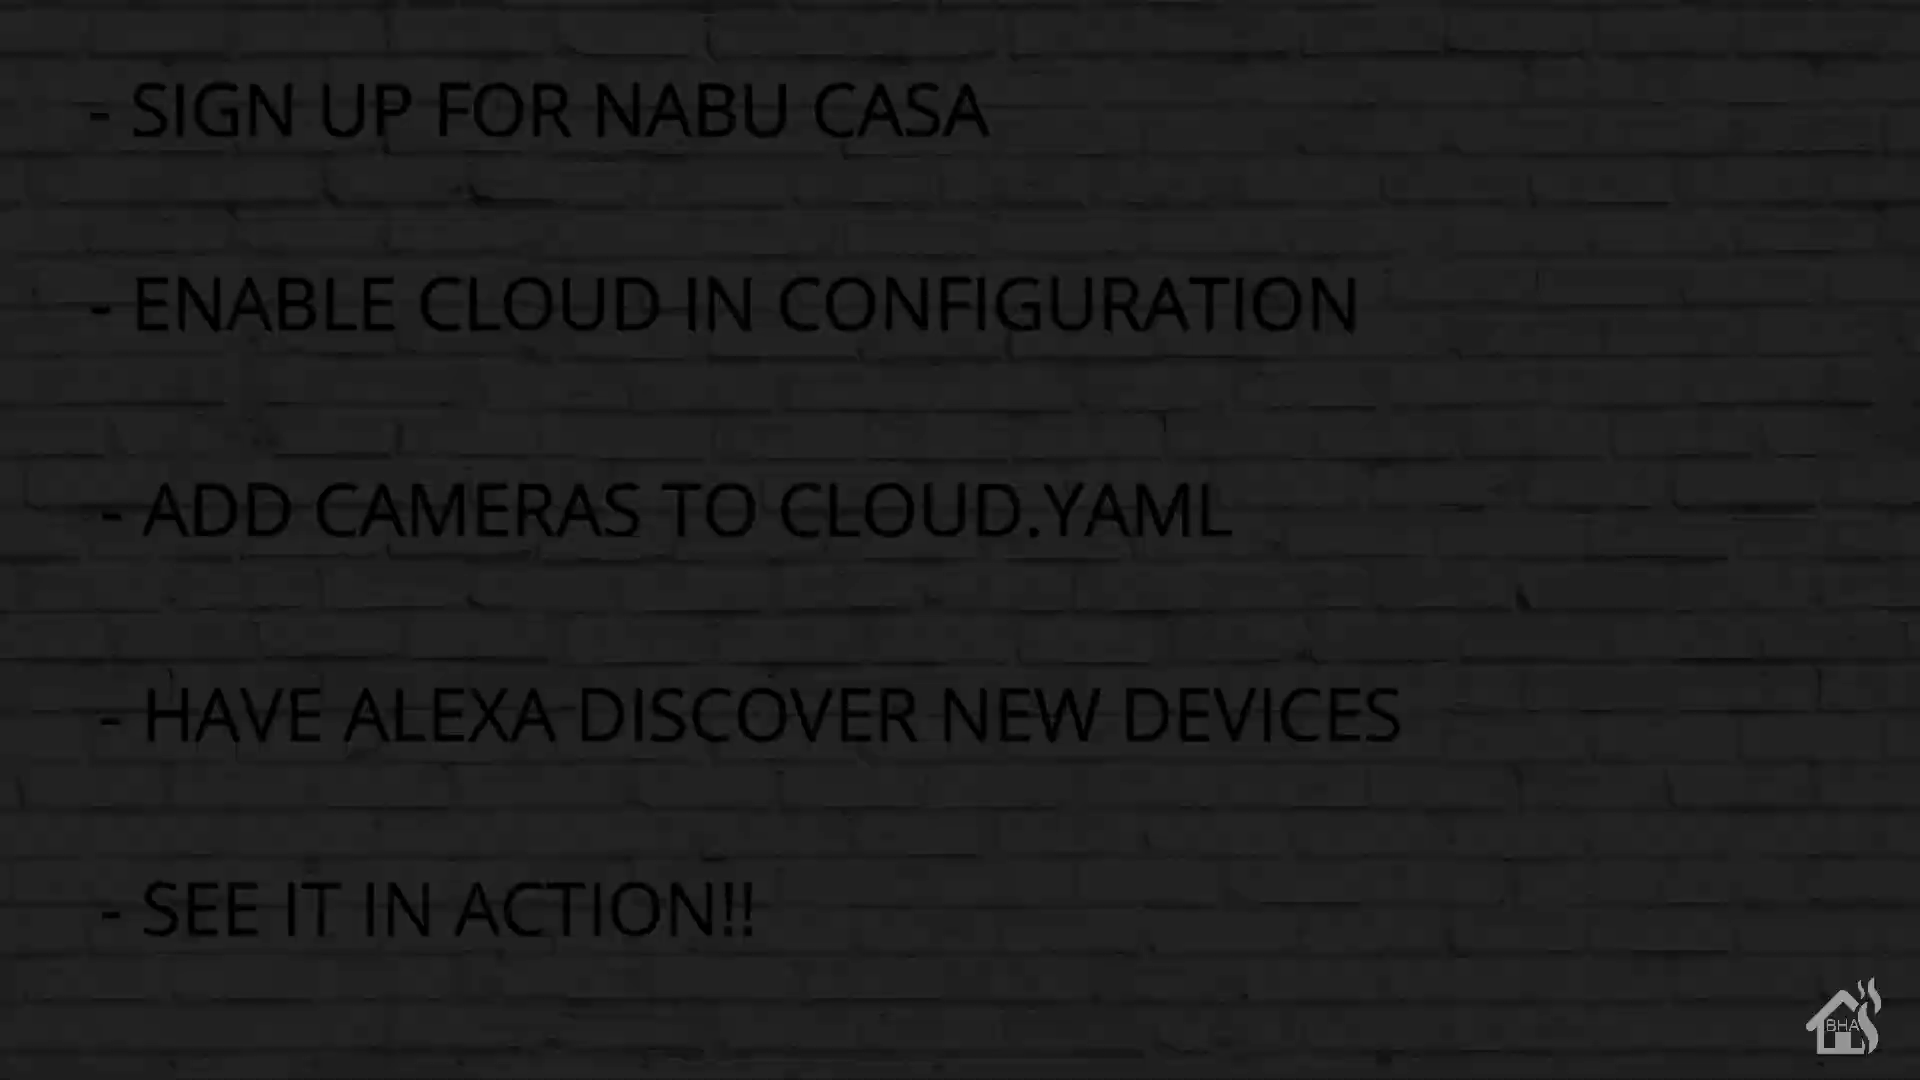 - SIGN UP FOR NABU CASA
- ENABLE CLOUD IN CONFIGURATION
- ADD CAMERAS TO CLOUD.YAML
- HAVE ALEXA DISCOVER NEW DEVICES
- SEE IT IN ACTION!!
BHA